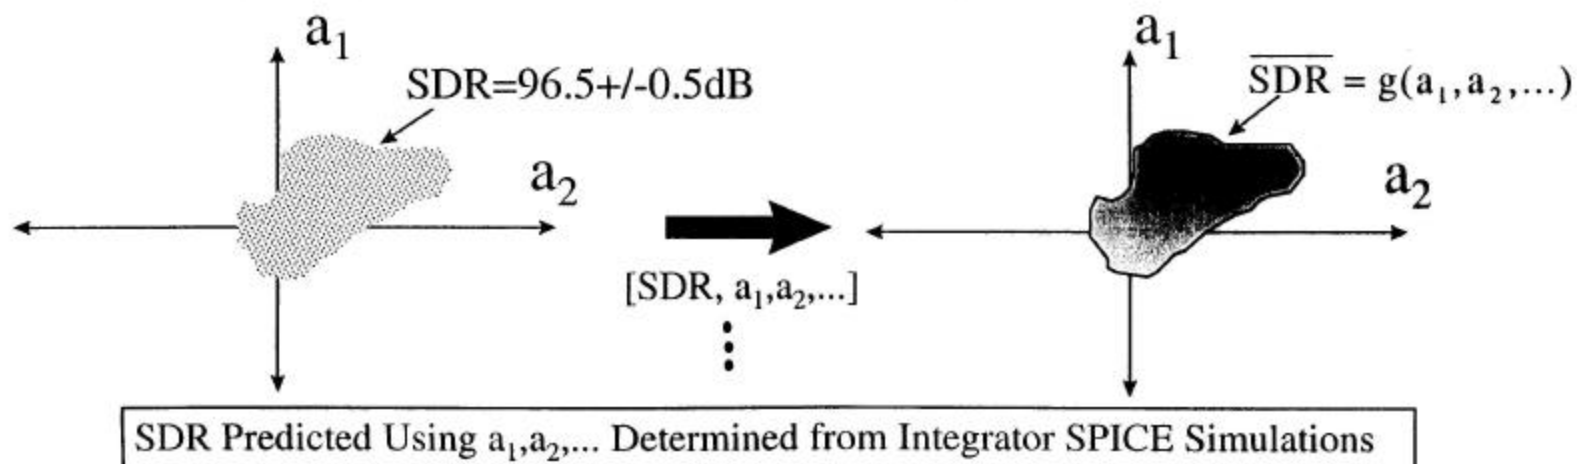 a1
SDR=96.5+/-0.5dB
a2
[SDR, a1,a2,...]
a1
SDR = g(a1,a2,...)
a2
SDR Predicted Using a1,a2,... Determined from Integrator SPICE Simulations